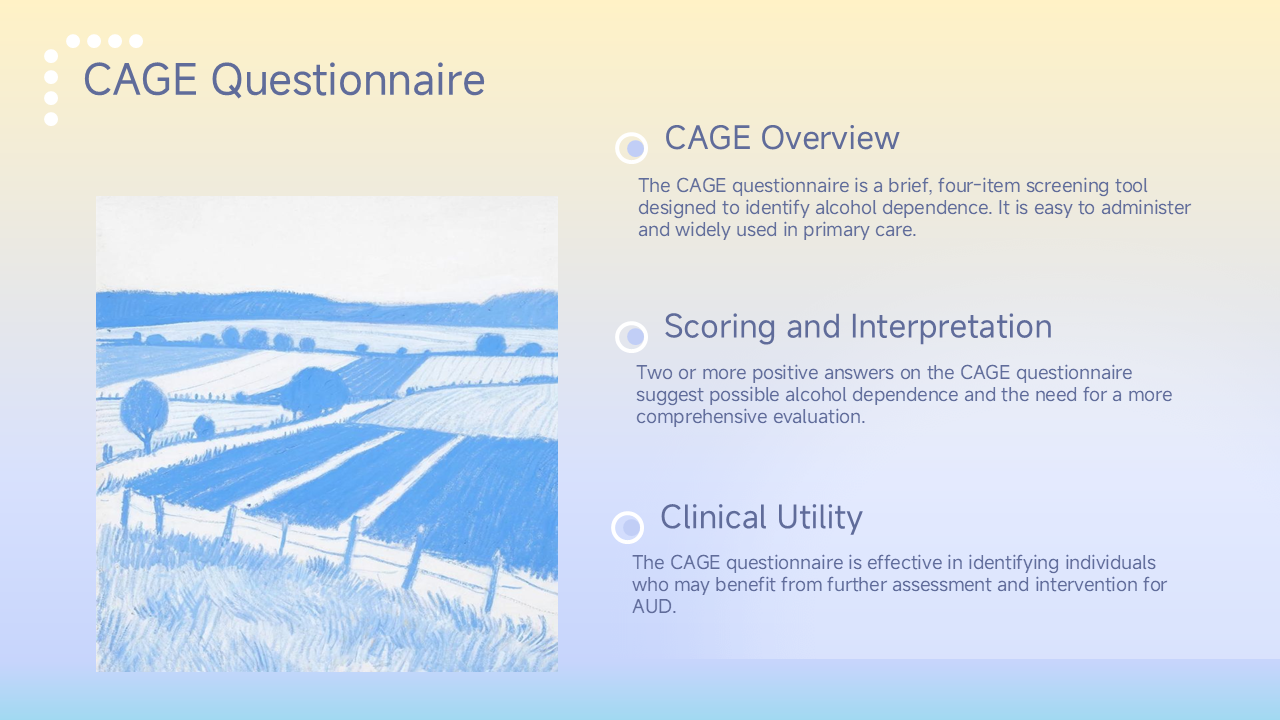 CAGE Questionnaire
CAGE Overview
The CAGE questionnaire is a brief, four-item screening tool
designed to identify alcohol dependence. It is easy to administer
and widely used in primary care.
Scoring and Interpretation
Two or more positive answers on the CAGE questionnaire
suggest possible alcohol dependence and the need for a more
comprehensive evaluation.
Clinical Utility
The CAGE questionnaire is effective in identifying individuals
who may benefit from further assessment and intervention for
AUD.